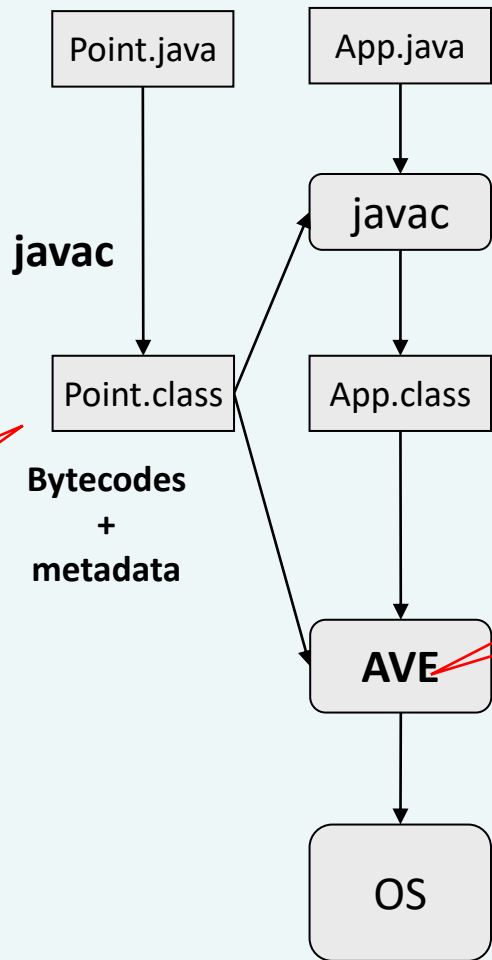 Point.java
App.java
javac
javac
Point.class
App.class
Bytecodes
+
metadata
AVE
OS